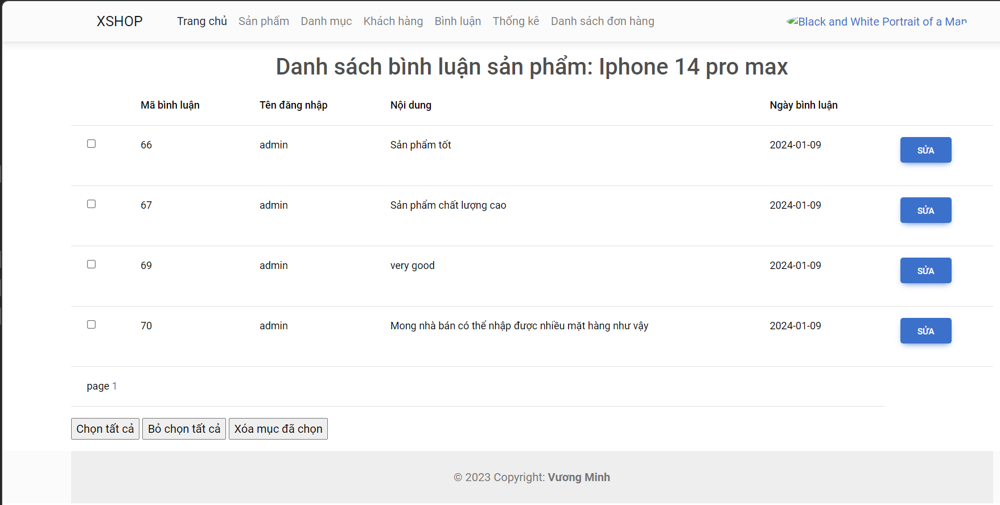 XSHOP Trang chủ Sản phẩm Danh mục Khách hàng Bình luận Thống kê Danh sách đơn hàng Black and White Portrait of a Man
Danh sách bình luận sản phẩm: Iphone 14 pro max
Mã bình luận Tên đăng nhập Nội dung Ngày bình luận
66 admin Sản phẩm tốt 2024-01-09 SỬA
67 admin Sản phẩm chất lượng cao 2024-01-09 SỬA
69 admin very good 2024-01-09 SỬA
70 admin Mong nhà bán có thể nhập được nhiều mặt hàng như vậy 2024-01-09 SỬA
page 1
Chọn tất cả Bỏ chọn tất cả Xóa mục đã chọn
© 2023 Copyright: Vương Minh